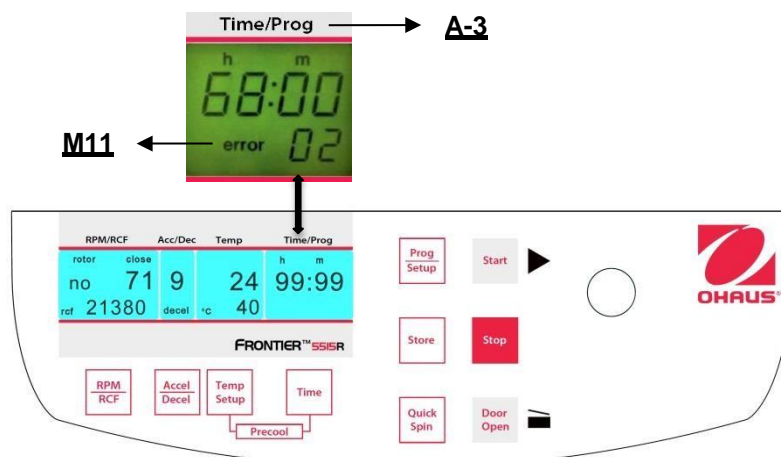 Time/Prog
A-3
h m
68:00
M11
error 02
RPM/RCF Acc/Dec Temp Time/Prog
rotor close h m
no 71 9 24 99:99
rcf 21380 decel °C 40
FRONTIER™ 5515R
Prog
Setup
Start
OHAUS®
Store
Stop
RPM
RCF
Accel
Decel
Temp
Setup
Time
Precool
Quick
Spin
Door
Open